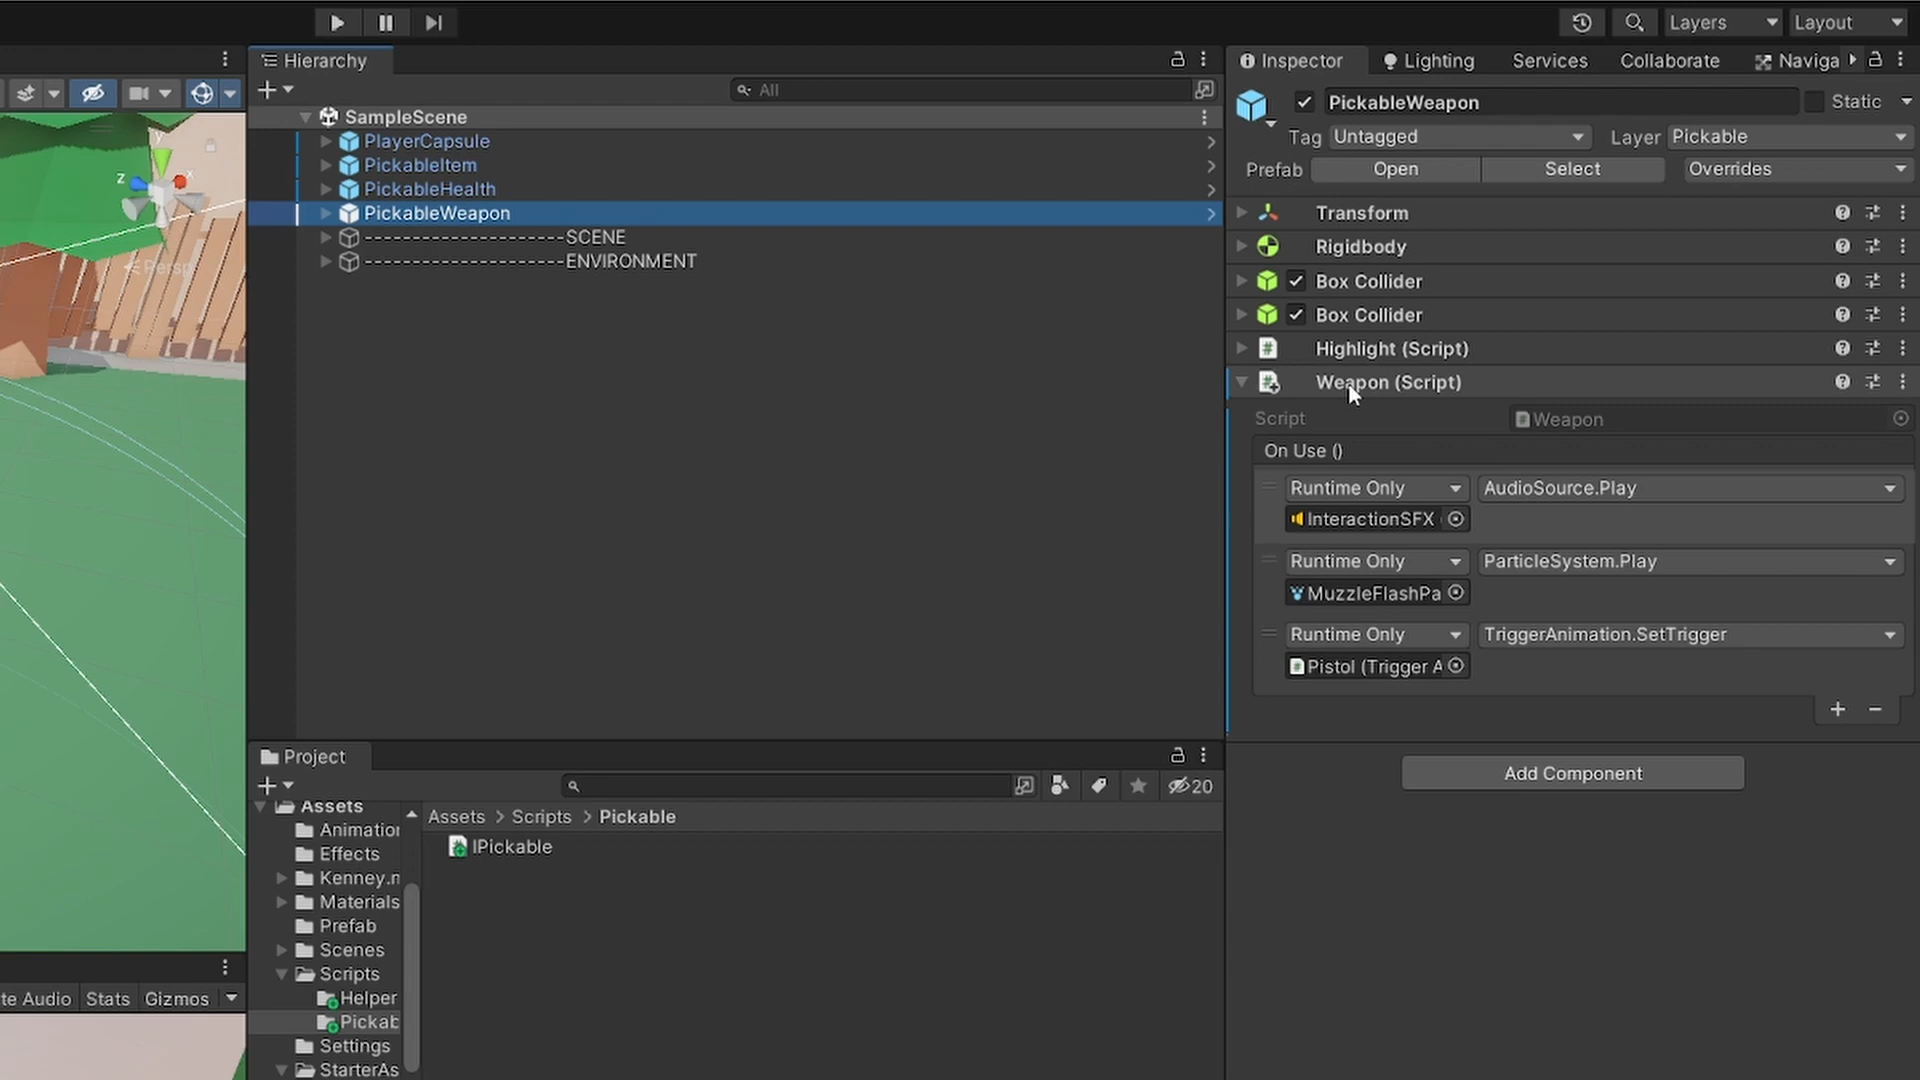 Layers
Layout
Hierarchy
All
SampleScene
PlayerCapsule
PickableItem
PickableHealth
PickableWeapon
---------------------SCENE
---------------------ENVIRONMENT
y
z
x
Persp
te Audio
Stats
Gizmos
Project
20
Assets
Animation
Effects
Kenney.n
Materials
Prefab
Scenes
Scripts
Helper
Pickab
Settings
StarterAs
Assets > Scripts > Pickable
IPickable
Inspector
Lighting
Services
Collaborate
Naviga
PickableWeapon
Static
Tag Untagged
Layer Pickable
Prefab Open Select Overrides
Transform
Rigidbody
Box Collider
Box Collider
Highlight (Script)
Weapon (Script)
Script Weapon
On Use ()
Runtime Only AudioSource.Play
InteractionSFX
Runtime Only ParticleSystem.Play
MuzzleFlashPa
Runtime Only TriggerAnimation.SetTrigger
Pistol (Trigger A
Add Component